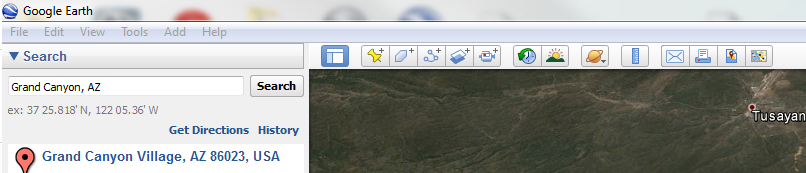 Google Earth
File Edit View Tools Add Help
Search
Grand Canyon, AZ Search
ex: 37 25.818' N, 122 05.36' W
Get Directions History
Grand Canyon Village, AZ 86023, USA
Tusayan